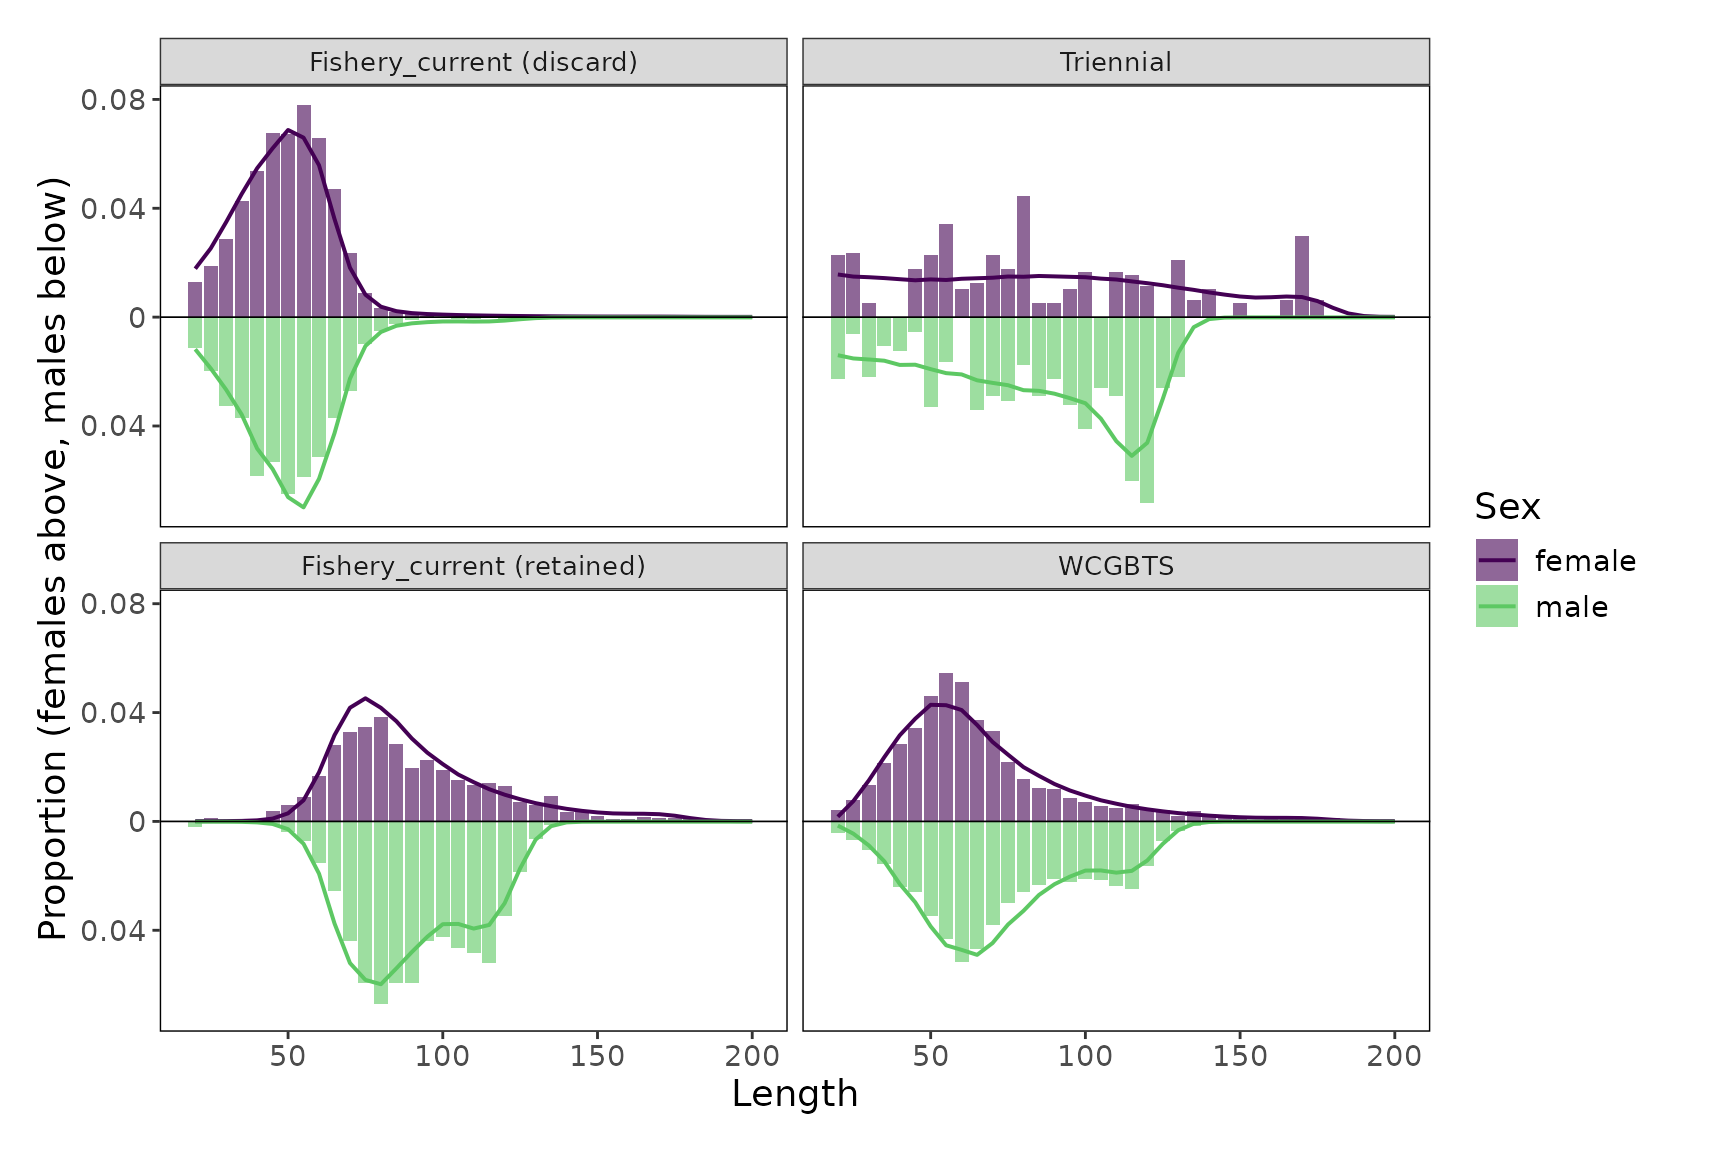 Fishery_current (discard)
Triennial
0.08
0.04
0
0.04
Fishery_current (retained)
WCGBTS
0.08
0.04
0
0.04
50
100
150
200
50
100
150
200
Length
Proportion (females above, males below)
Sex
female
male